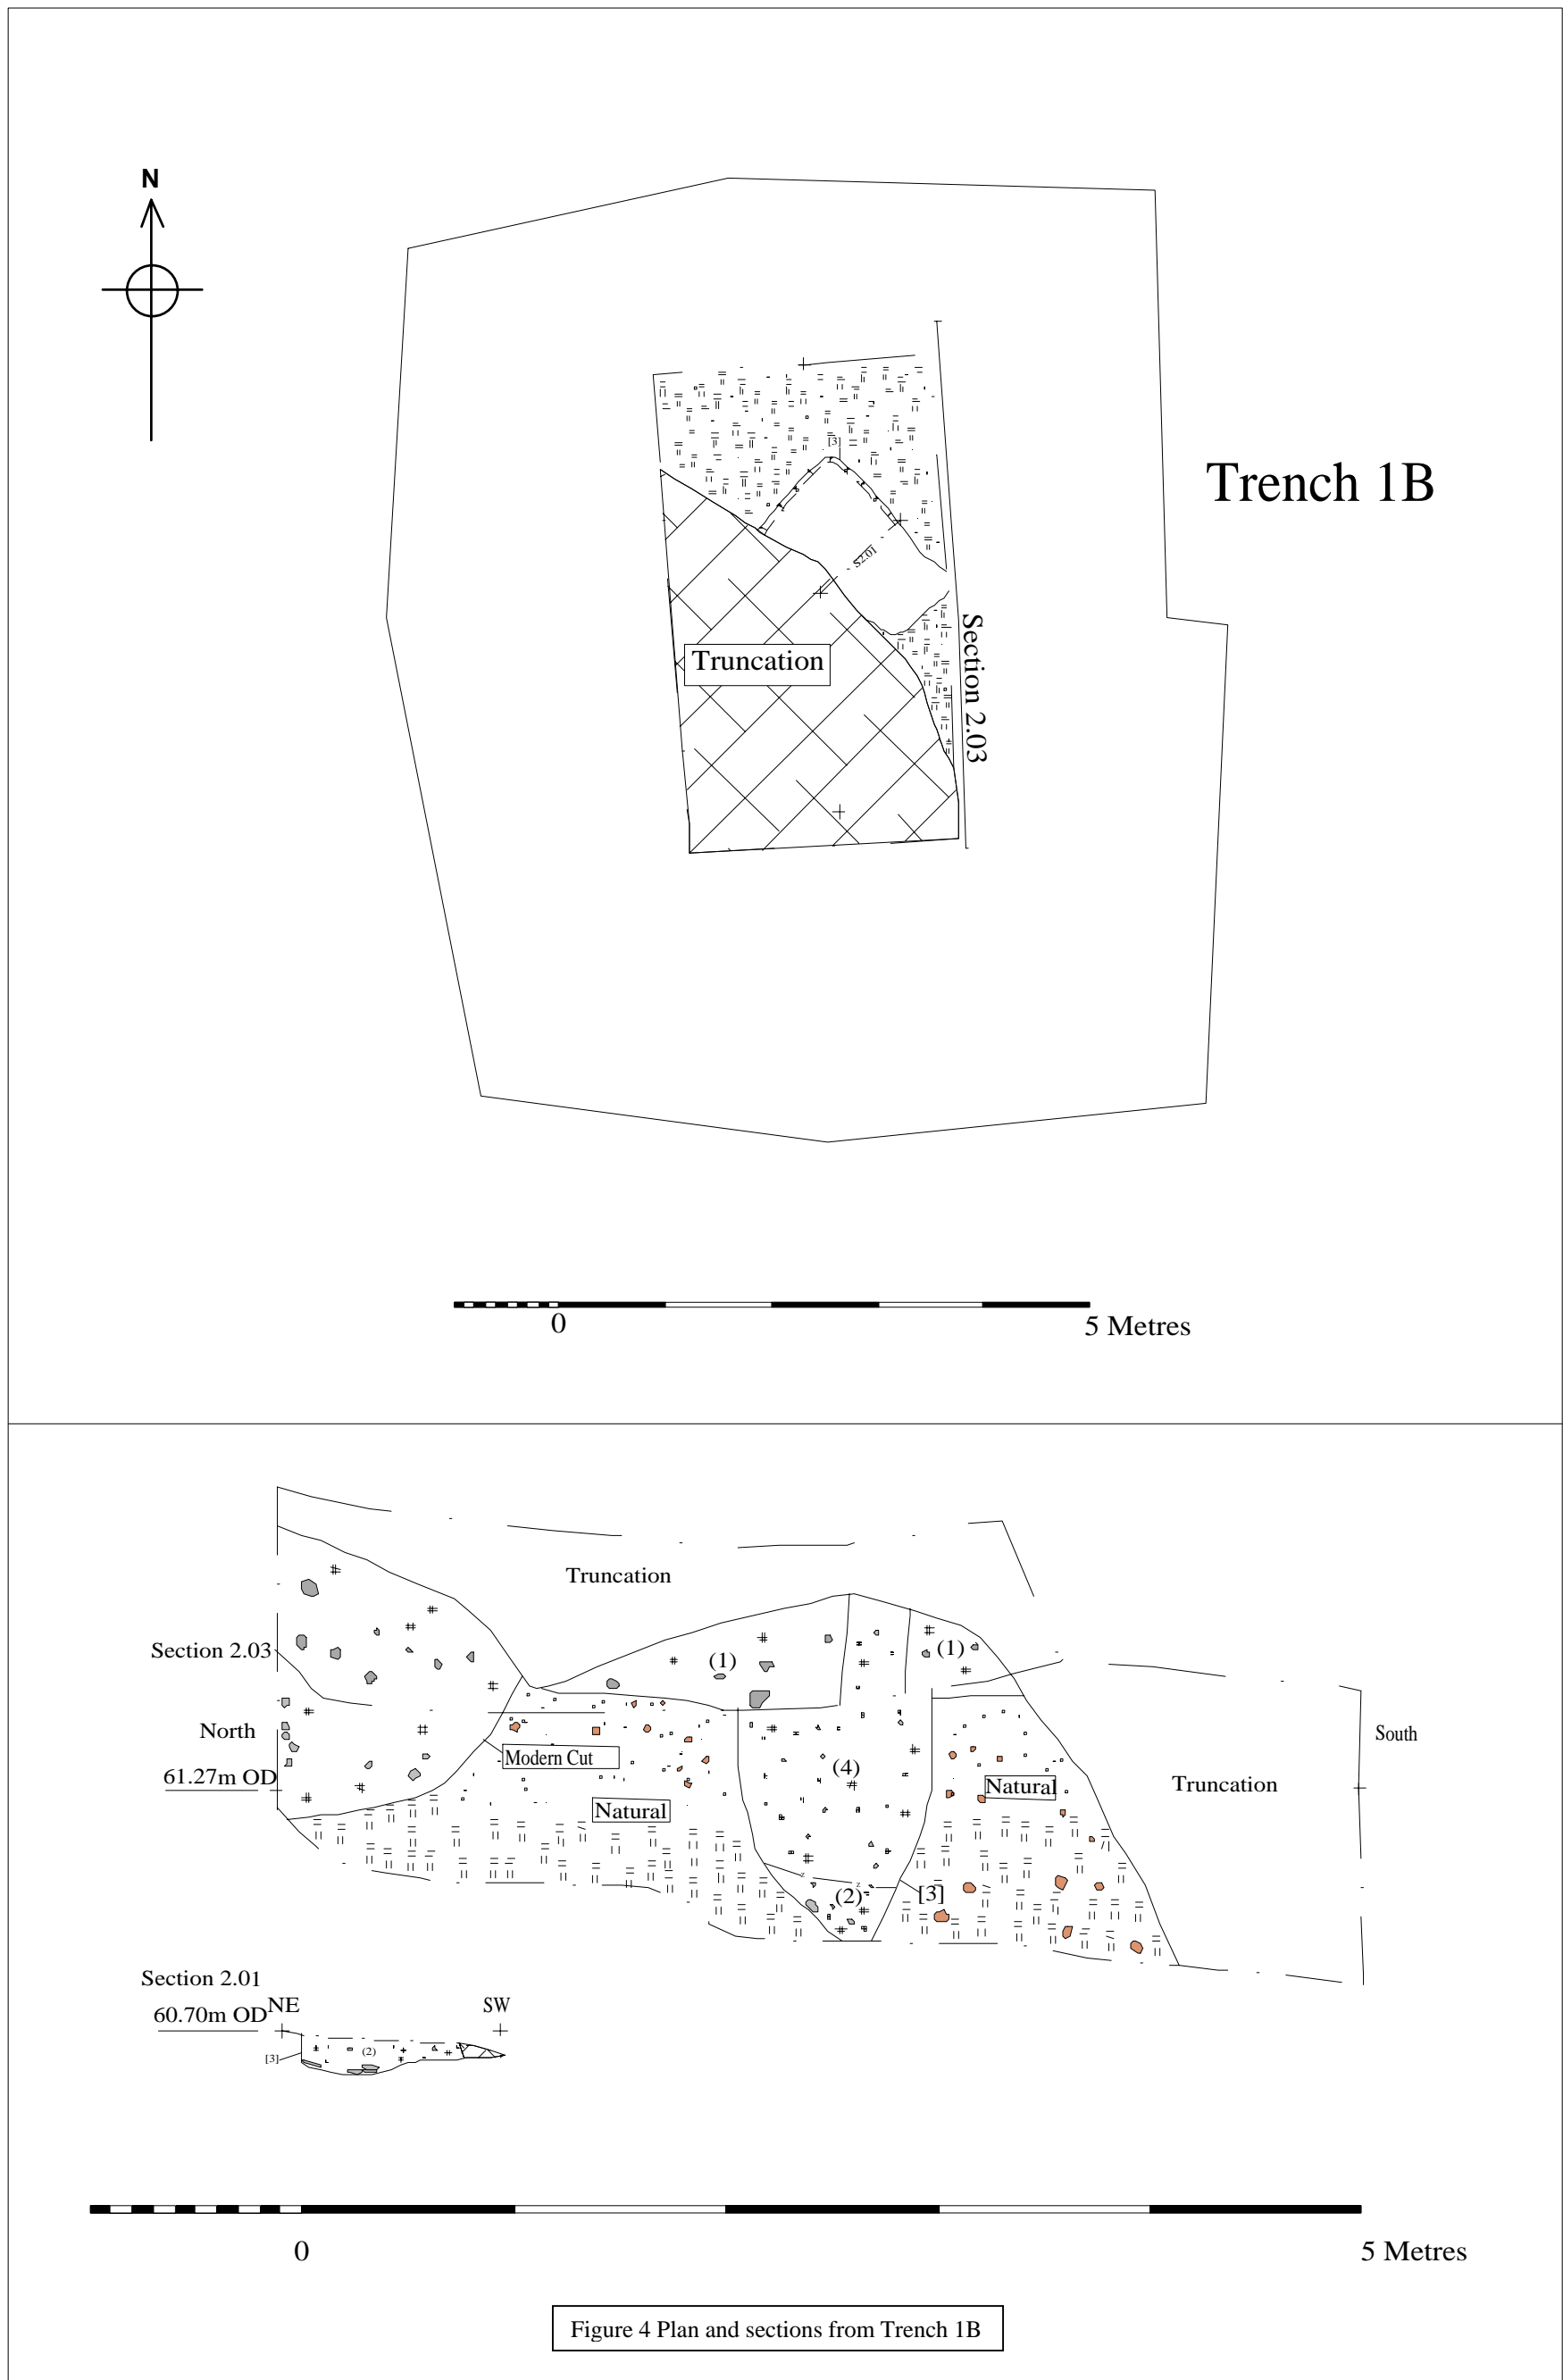 N
Trench 1B
[3]
S2.01
Truncation
Section 2.03
0
5 Metres
Truncation
Section 2.03
(1)
(1)
North
South
Modern Cut
61.27m OD
(4)
Natural
Truncation
Natural
(2)
[3]
Section 2.01
NE
SW
60.70m OD
[3]
(2)
0
5 Metres
Figure 4 Plan and sections from Trench 1B